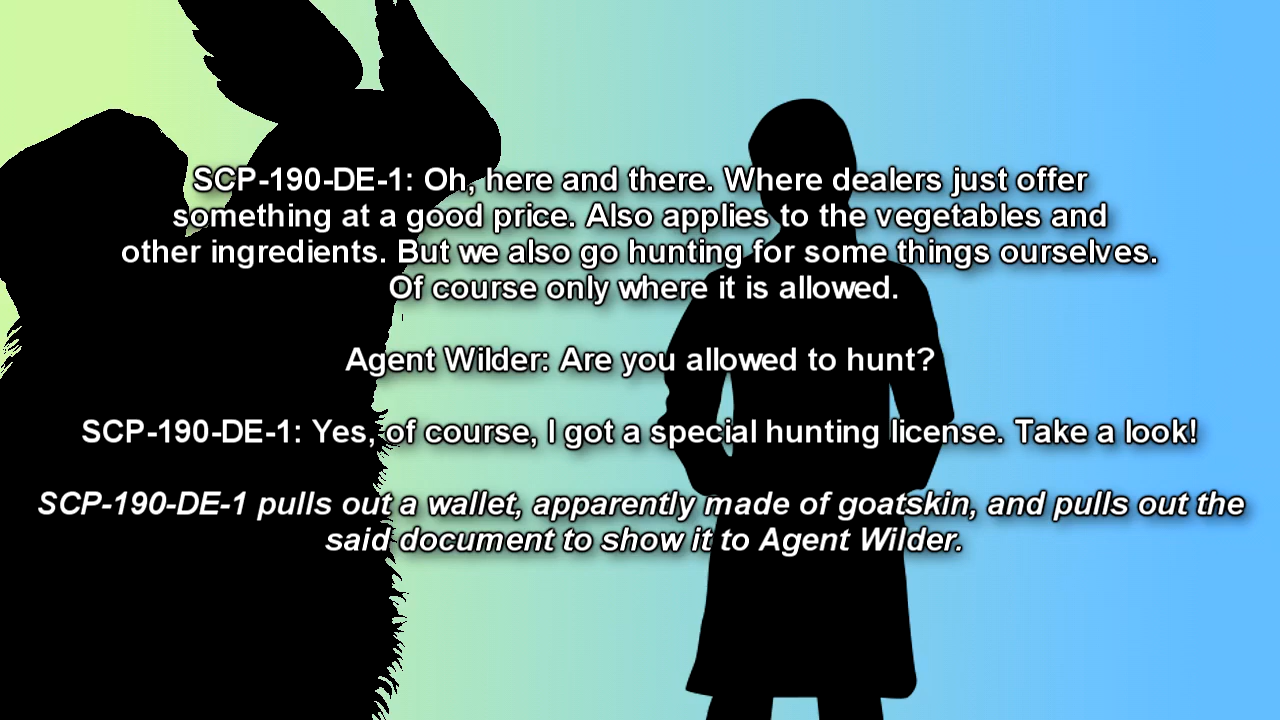 SCP-190-DE-1: Oh, here and there. Where dealers just offer
something at a good price. Also applies to the vegetables and
other ingredients. But we also go hunting for some things ourselves.
Of course only where it is allowed.
Agent Wilder: Are you allowed to hunt?
SCP-190-DE-1: Yes, of course, I got a special hunting license. Take a look!
SCP-190-DE-1 pulls out a wallet, apparently made of goatskin, and pulls out the
said document to show it to Agent Wilder.